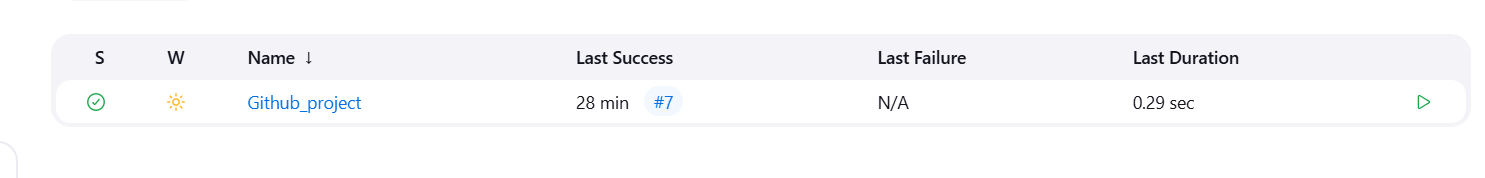 S W Name ↓ Last Success Last Failure Last Duration
Github_project 28 min #7 N/A 0.29 sec